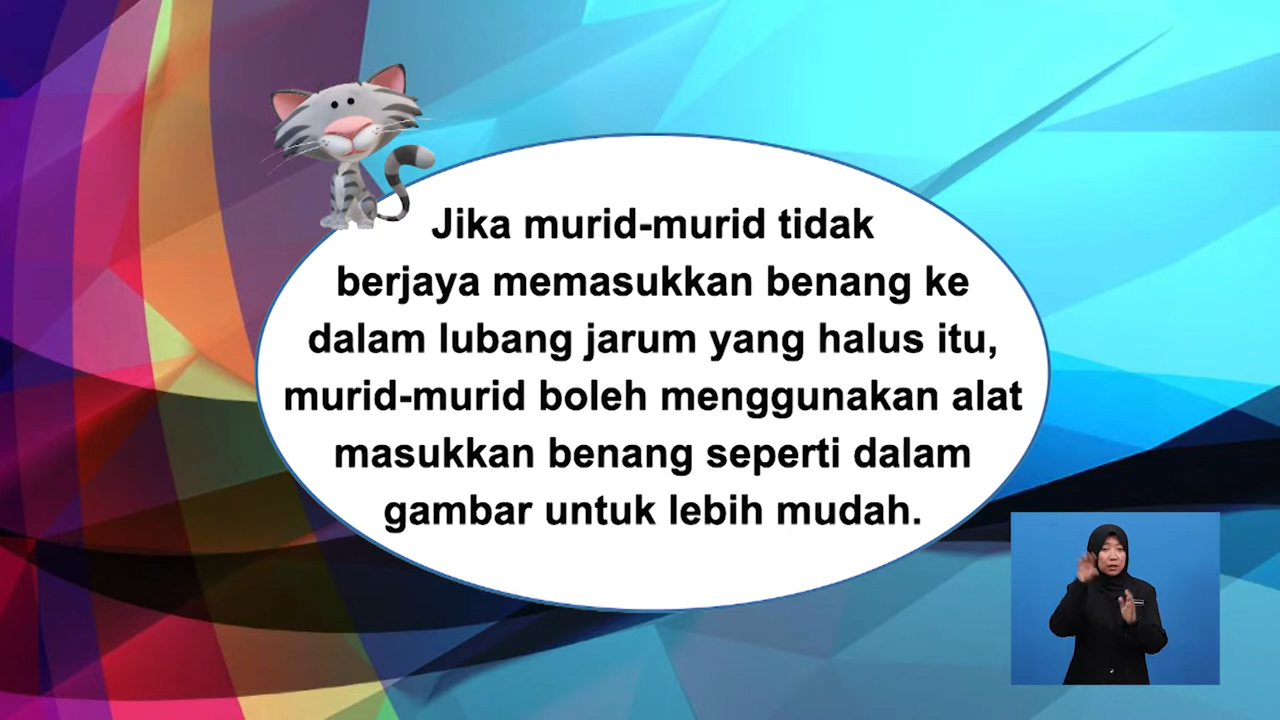 Jika murid-murid tidak
berjaya memasukkan benang ke
dalam lubang jarum yang halus itu,
murid-murid boleh menggunakan alat
masukkan benang seperti dalam
gambar untuk lebih mudah.